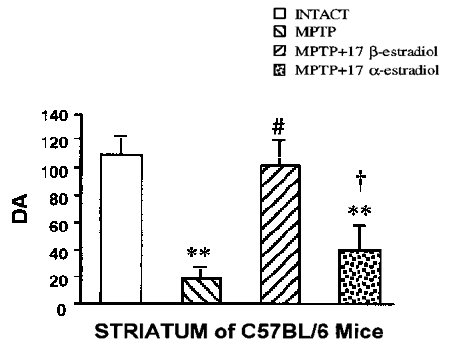 INTACT
MPTP
MPTP+17 β-estradiol
MPTP+17 α-estradiol
140
120
100
80
60
40
20
0
DA
#
†
**
**
STRIATUM of C57BL/6 Mice